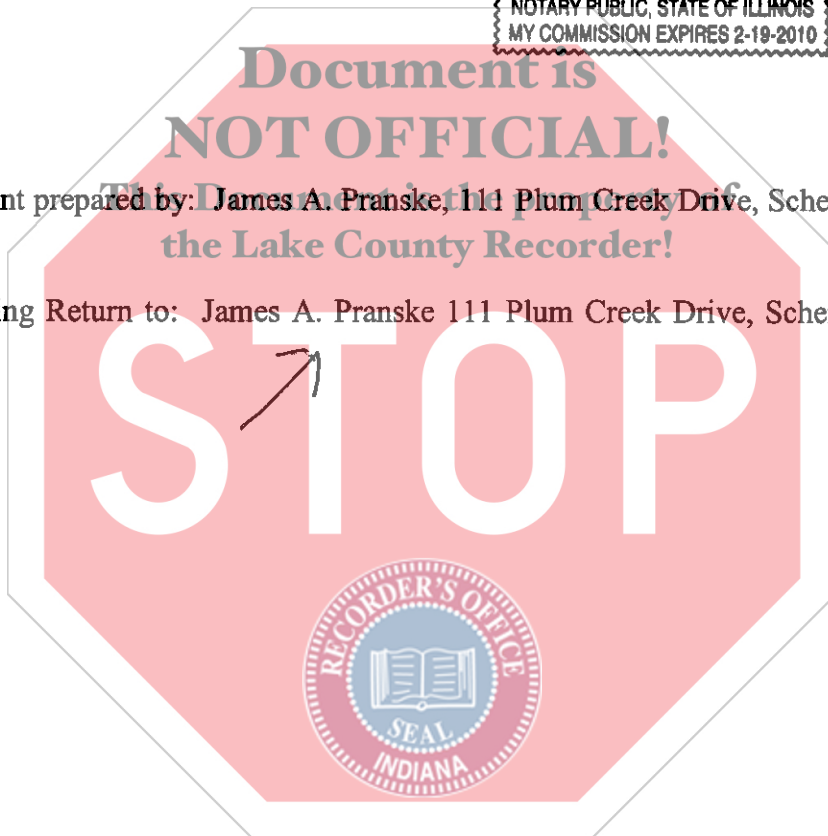 NOTARY PUBLIC, STATE OF ILLINOIS
MY COMMISSION EXPIRES 2-19-2010
Document is
NOT OFFICIAL!
nt prepared by: James A. Pranske, 111 Plum Creek Drive, Sche
This Document is the property of
the Lake County Recorder!
ng Return to: James A. Pranske 111 Plum Creek Drive, Sche
STOP
RECORDER'S OFFICE
SEAL
INDIANA